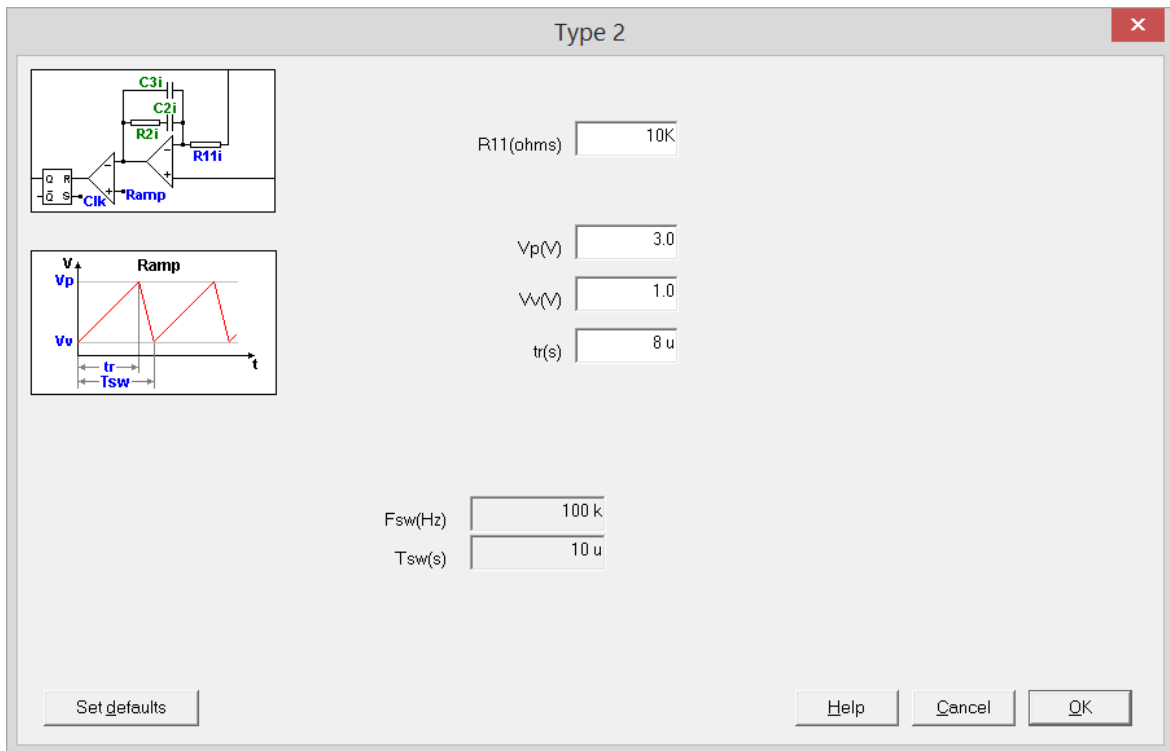 Type 2
C3i
C2i
R2i
R11i
Q R
Q S
Clk
Ramp
-
+
-
+
R11(ohms) 10K
Vp(V) 3.0
Vv(V) 1.0
tr(s) 8 u
V
Ramp
Vp
Vv
tr
Tsw
t
Fsw(Hz) 100 k
Tsw(s) 10 u
Set defaults
Help
Cancel
OK